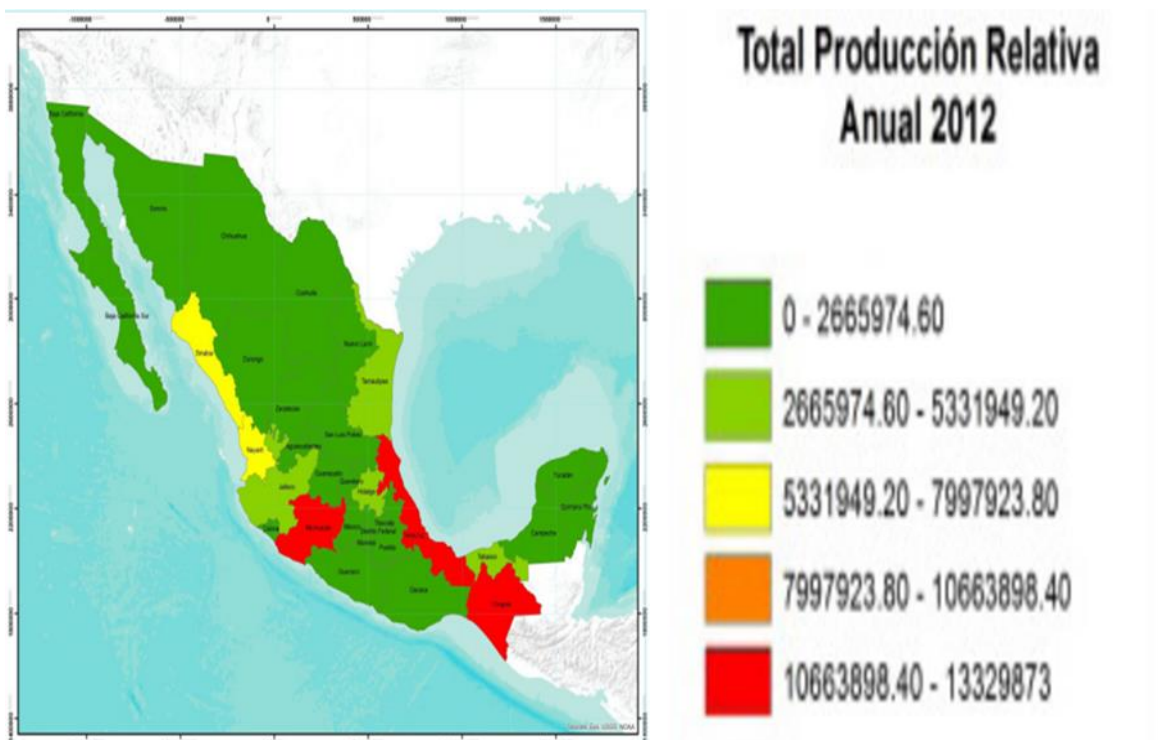 Total Producción Relativa
Anual 2012
0 - 2665974.60
2665974.60 - 5331949.20
5331949.20 - 7997923.80
7997923.80 - 10663898.40
10663898.40 - 13329873
Baja California
Sonora
Chihuahua
Coahuila
Baja California Sur
Sinaloa
Durango
Nuevo León
Tamaulipas
Zacatecas
San Luis Potosí
Nayarit
Aguascalientes
Jalisco
Guanajuato
Querétaro
Hidalgo
Yucatán
Campeche
Colima
Michoacán
México
Tlaxcala
Distrito Federal
Morelos
Puebla
Veracruz
Tabasco
Guerrero
Oaxaca
Chiapas